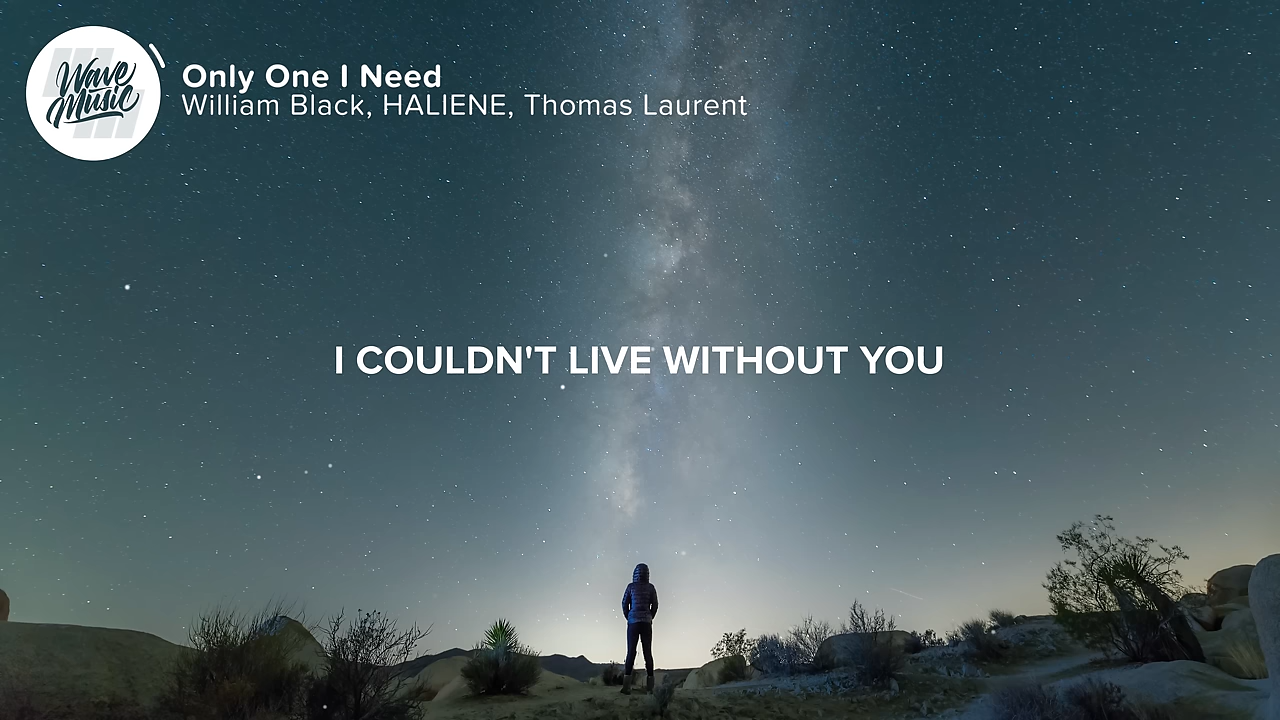 Wave
Music
Only One I Need
William Black, HALIENE, Thomas Laurent
I COULDN'T LIVE WITHOUT YOU